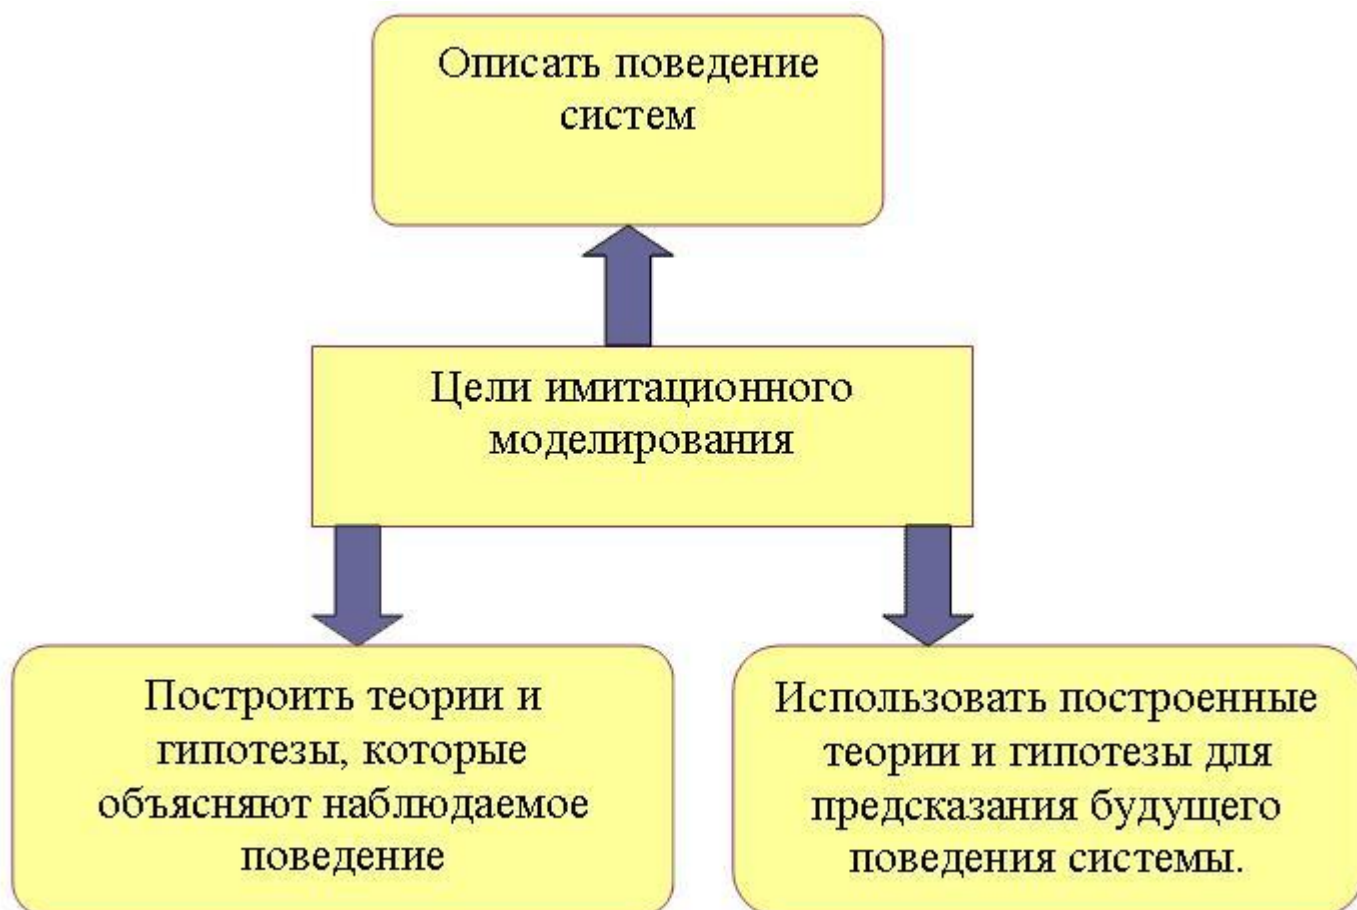 Описать поведение
систем
Цели имитационного
моделирования
Построить теории и
гипотезы, которые
объясняют наблюдаемое
поведение
Использовать построенные
теории и гипотезы для
предсказания будущего
поведения системы.